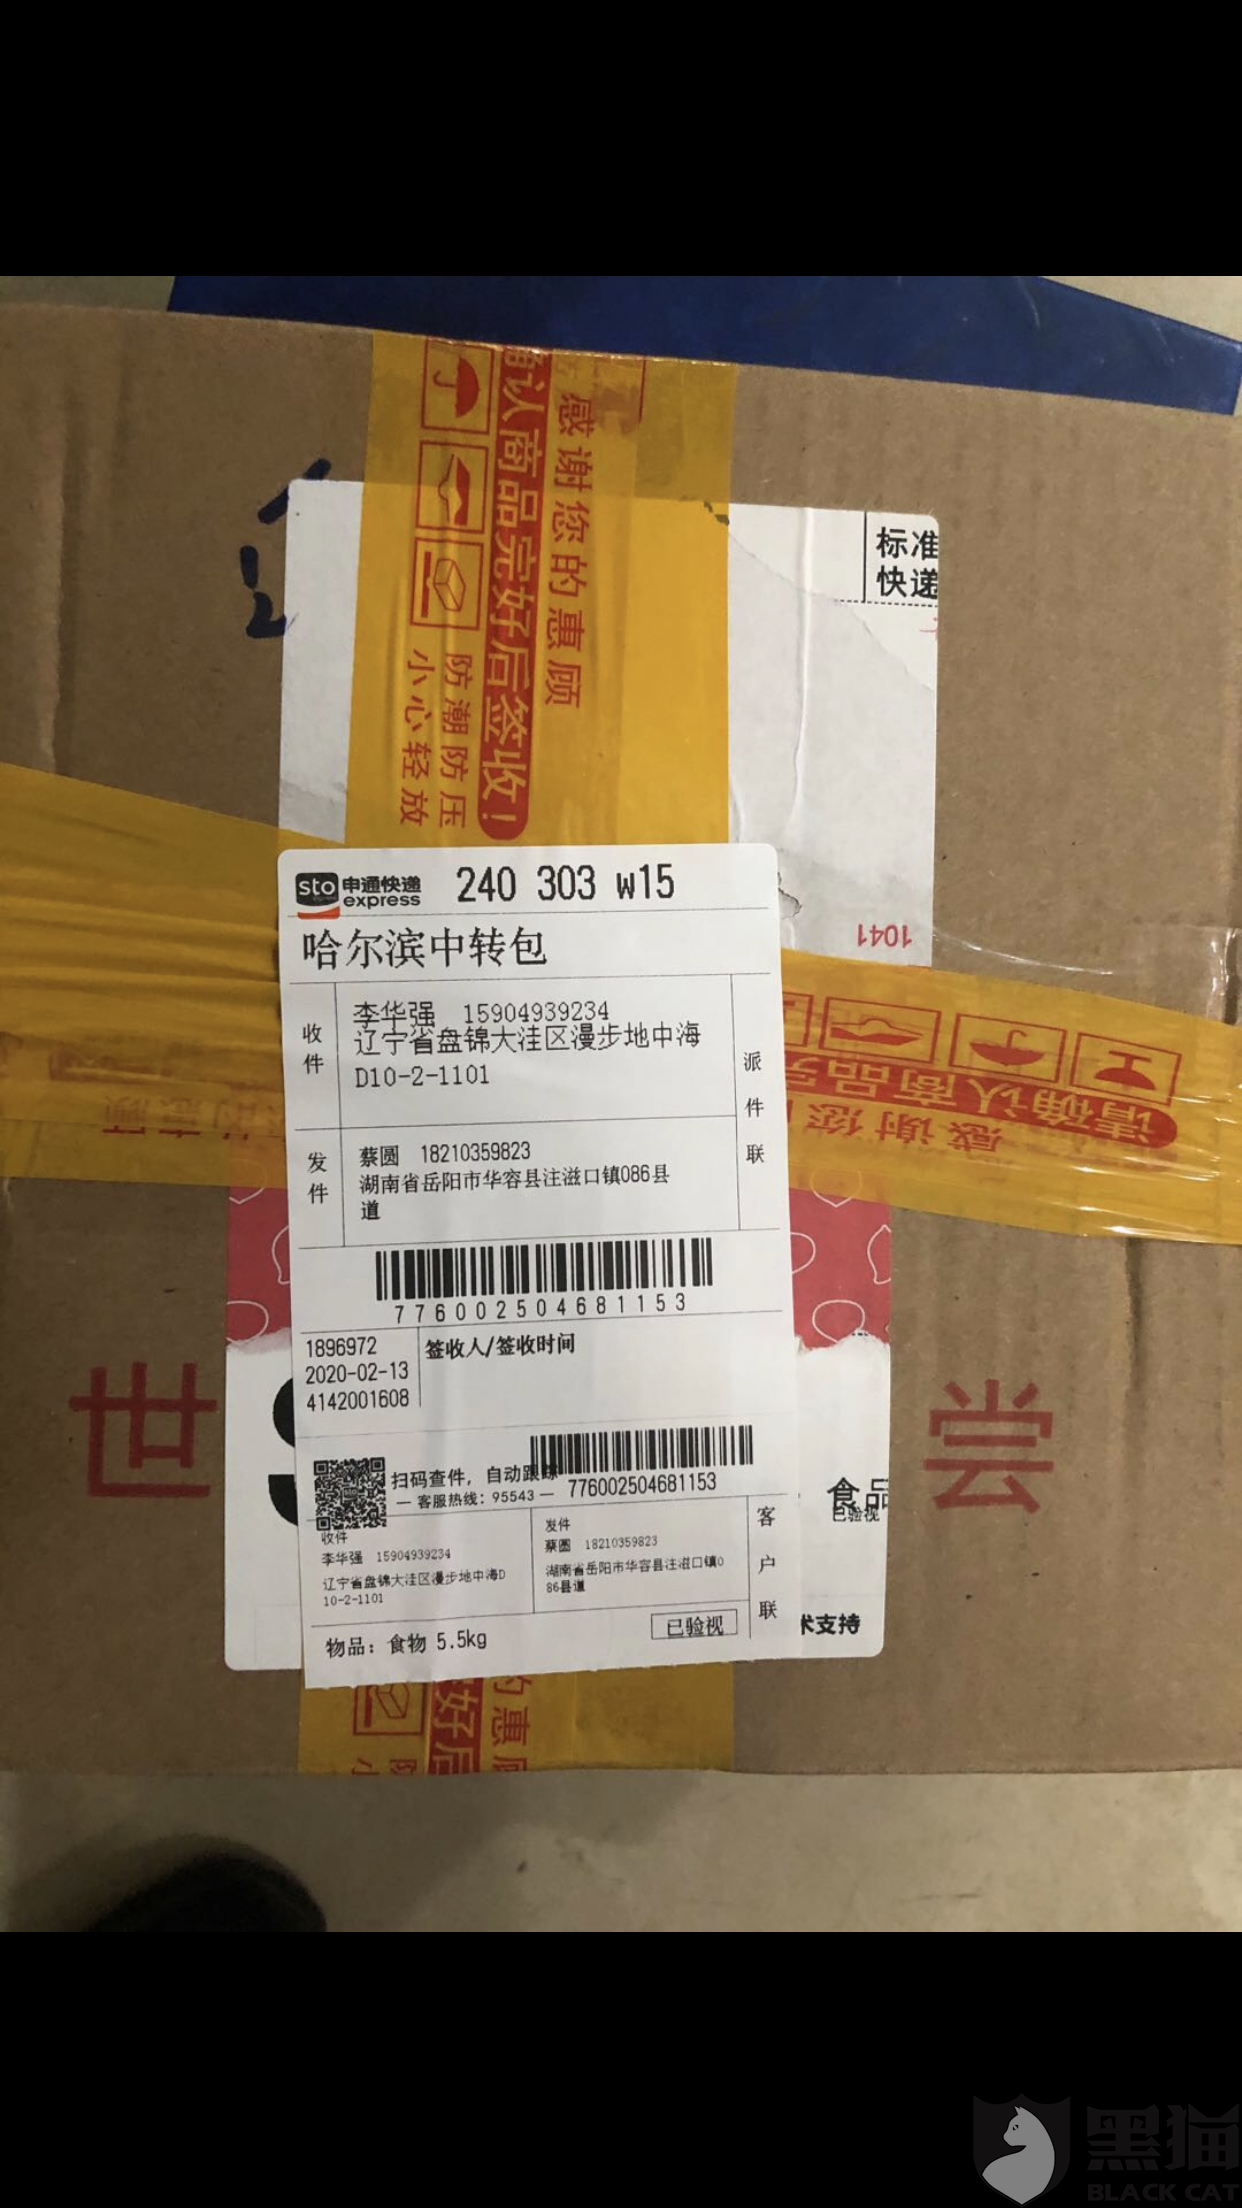 确认商品完好后签收!
感谢您的惠顾
防潮防压
小心轻放
标准
快递
1041
sto 申通快递
express
240 303 W15
哈尔滨中转包
收件
李华强 15904939234
辽宁省盘锦大洼区漫步地中海
D10-2-1101
派件联
发件
蔡圆 18210359823
湖南省岳阳市华容县注滋口镇086县
道
776002504681153
1896972
2020-02-13
4142001608
签收人/签收时间
请确认商品完
感谢您
世
尝
扫码查件，自动跟踪
— 客服热线：95543 —
776002504681153
收件
李华强 15904939234
辽宁省盘锦大洼区漫步地中海D
10-2-1101
发件
蔡圆 18210359823
湖南省岳阳市华容县注滋口镇0
86县道
客户联
物品：食物 5.5kg
已验视
食品
已验视
术支持
好后
的惠
黑猫
BLACK CAT